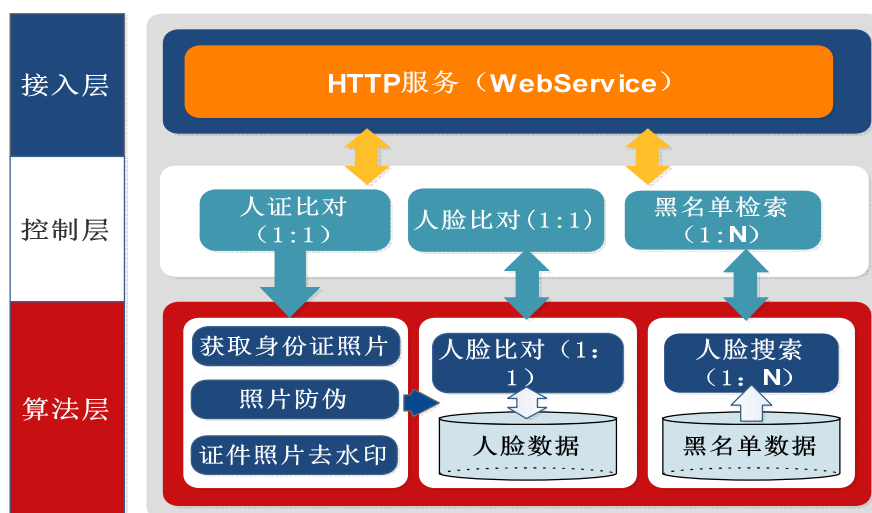 接入层
HTTP服务（WebService）
控制层
人证比对
（1:1）
人脸比对(1:1)
黑名单检索
（1:N）
算法层
获取身份证照片
照片防伪
证件照片去水印
人脸比对（1：
1）
人脸数据
人脸搜索
（1：N）
黑名单数据